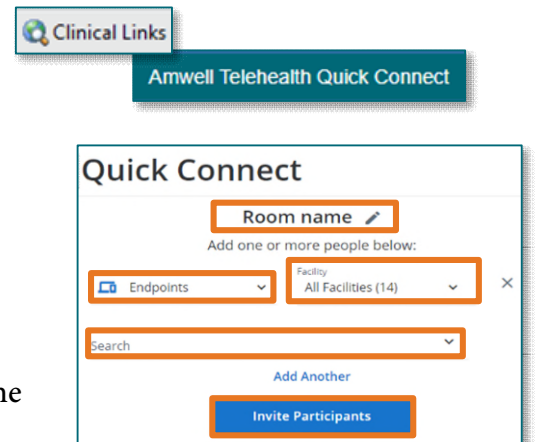 Clinical Links
Amwell Telehealth Quick Connect
Quick Connect
Room name
Add one or more people below:
Facility
Endpoints All Facilities (14)
Search
Add Another
ne
Invite Participants